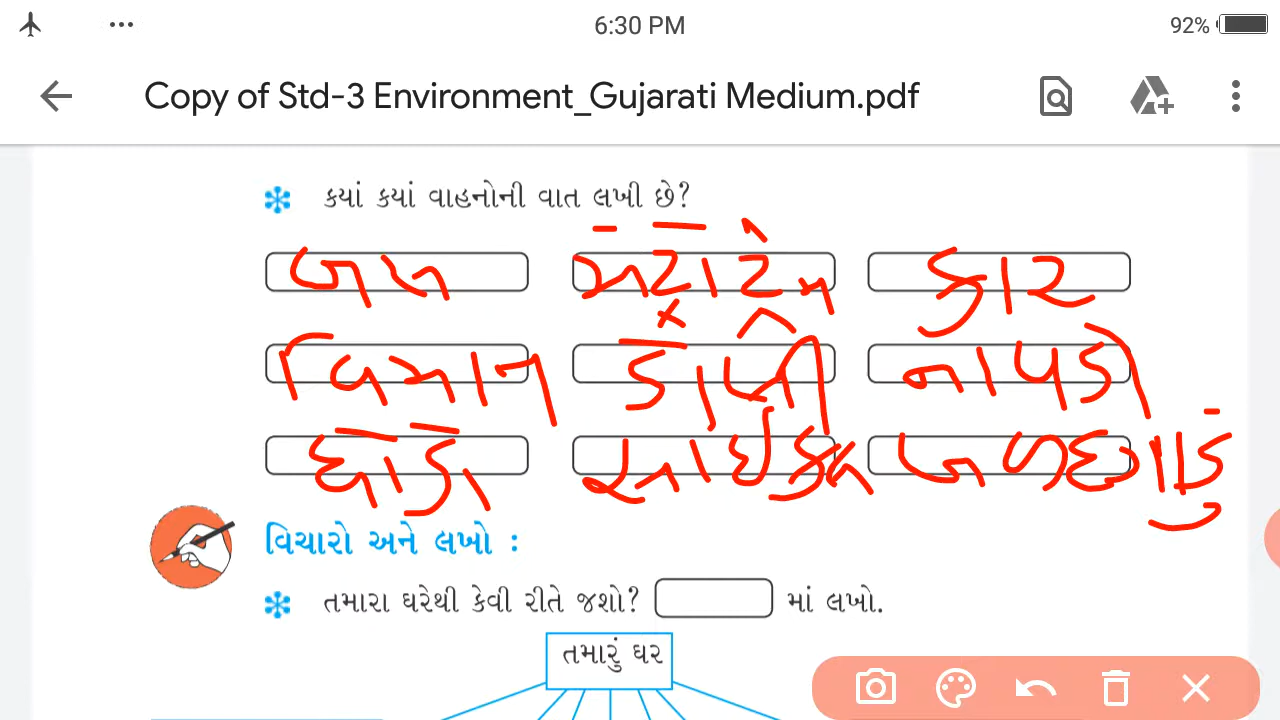 6:30 PM
92%
Copy of Std-3 Environment_Gujarati Medium.pdf
કયાં કયાં વાહનોની વાત લખી છે?
બસ કાર
વિમાન નાવડી
ઘોડો સાઈકલ બળદગાડું
વિચારો અને લખો :
તમારા ઘરેથી કેવી રીતે જશો? માં લખો.
તમારું ઘર